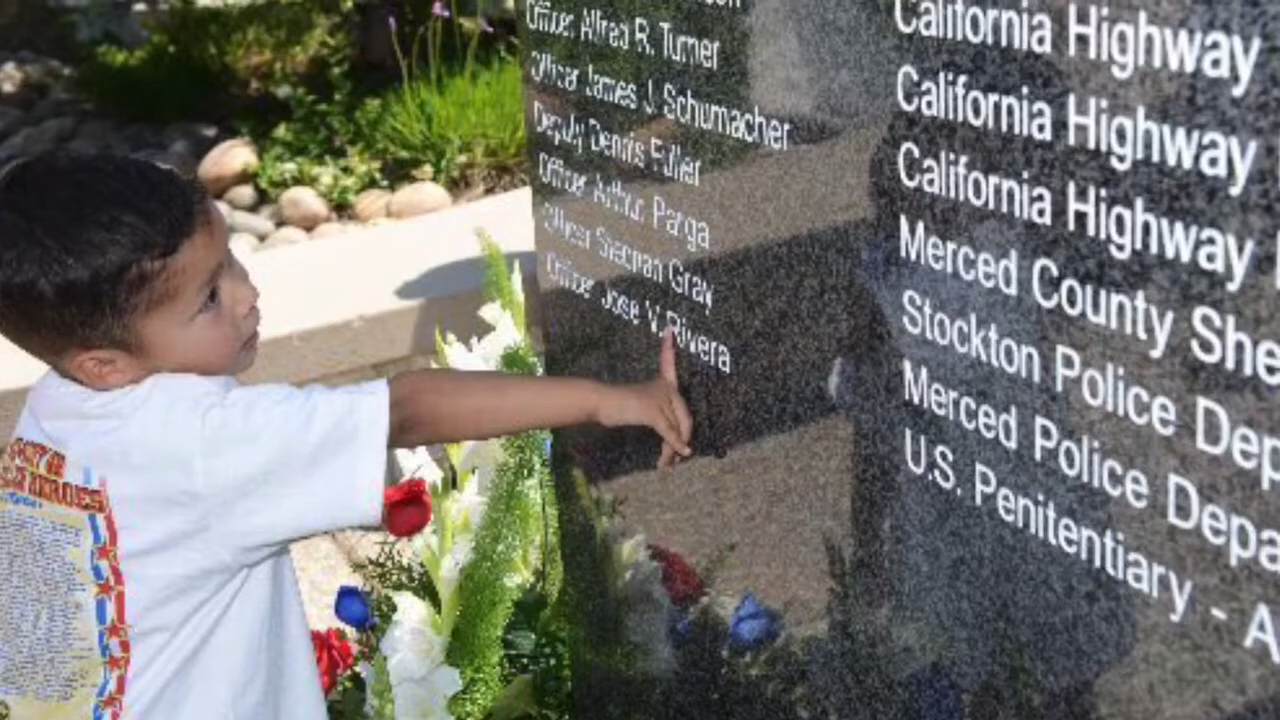 Officer Alfred R. Turner
Officer James J. Schumacher
Deputy Dennis Fuller
Officer Arthur Parga
Officer Stephan Gray
Officer Jose V. Rivera
California Highway
California Highway
California Highway
Merced County She
Stockton Police Dep
Merced Police Depa
U.S. Penitentiary - A
HEROES